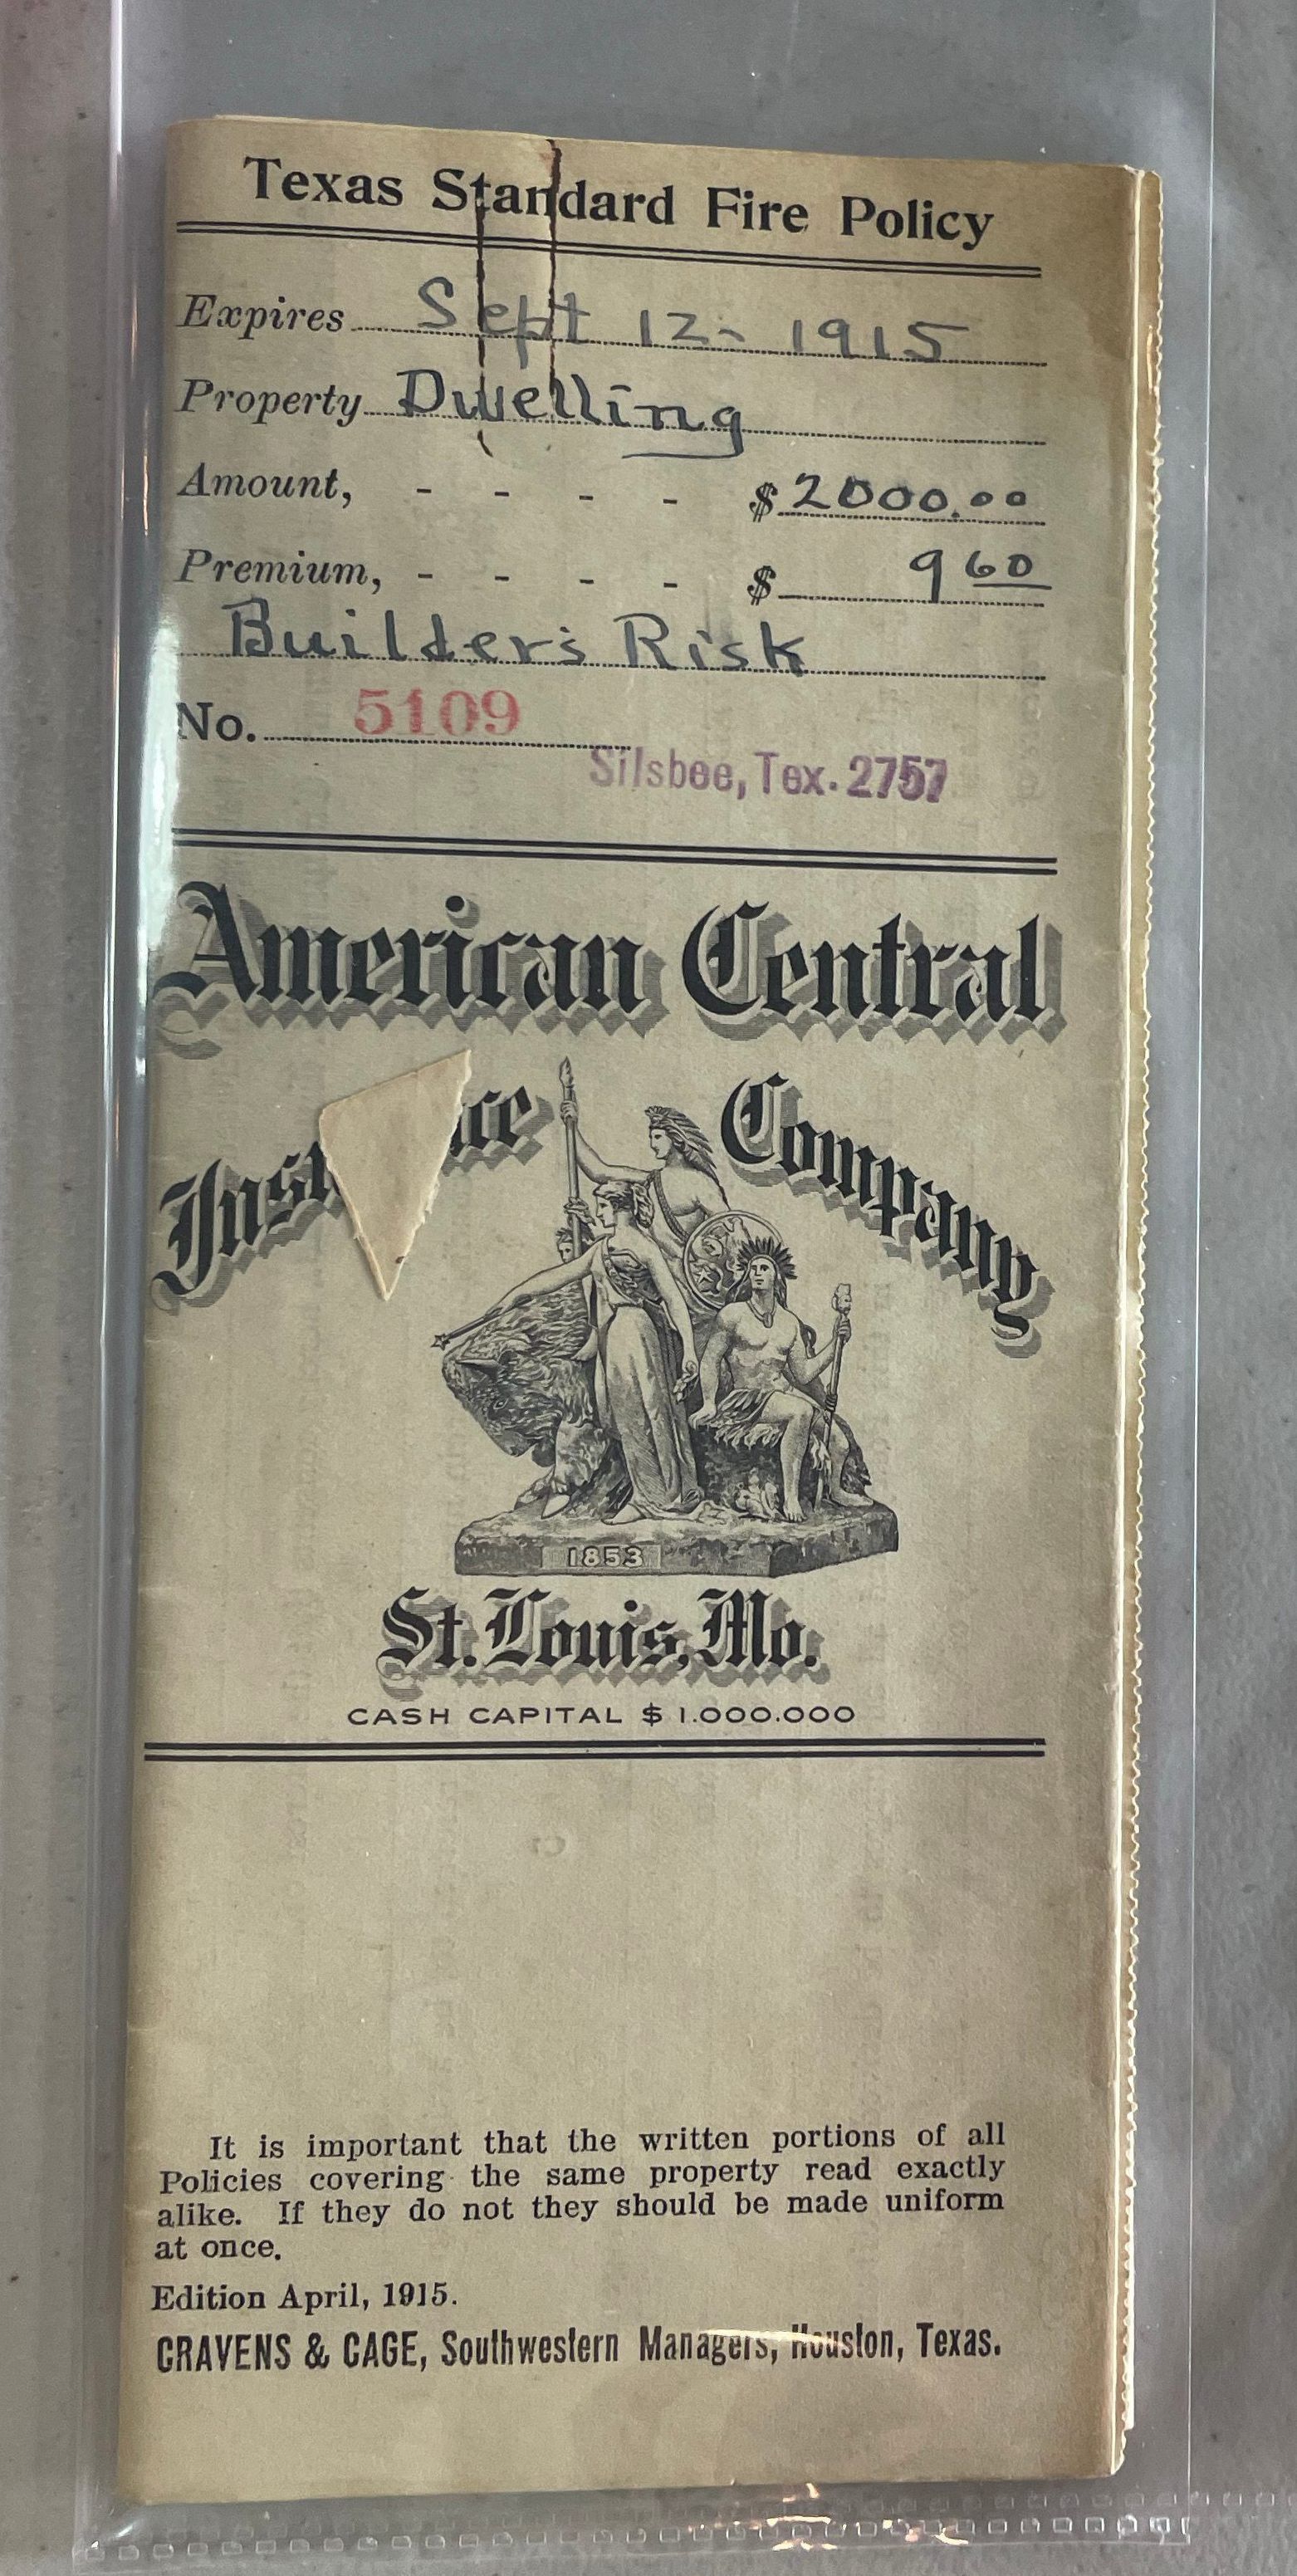 Texas Standard Fire Policy
Expires Sept 12- 1915
Property Dwelling
Amount, - - - - $ 2000.00
Premium, - - - - $ 9 60
Builder's Risk
No. 5109
Silsbee, Tex. 2757
American Central
Company
1853
St. Louis, Mo.
CASH CAPITAL $ 1.000.000
It is important that the written portions of all
Policies covering the same property read exactly
alike. If they do not they should be made uniform
at once.
Edition April, 1915.
CRAVENS & CAGE, Southwestern Managers, Houston, Texas.